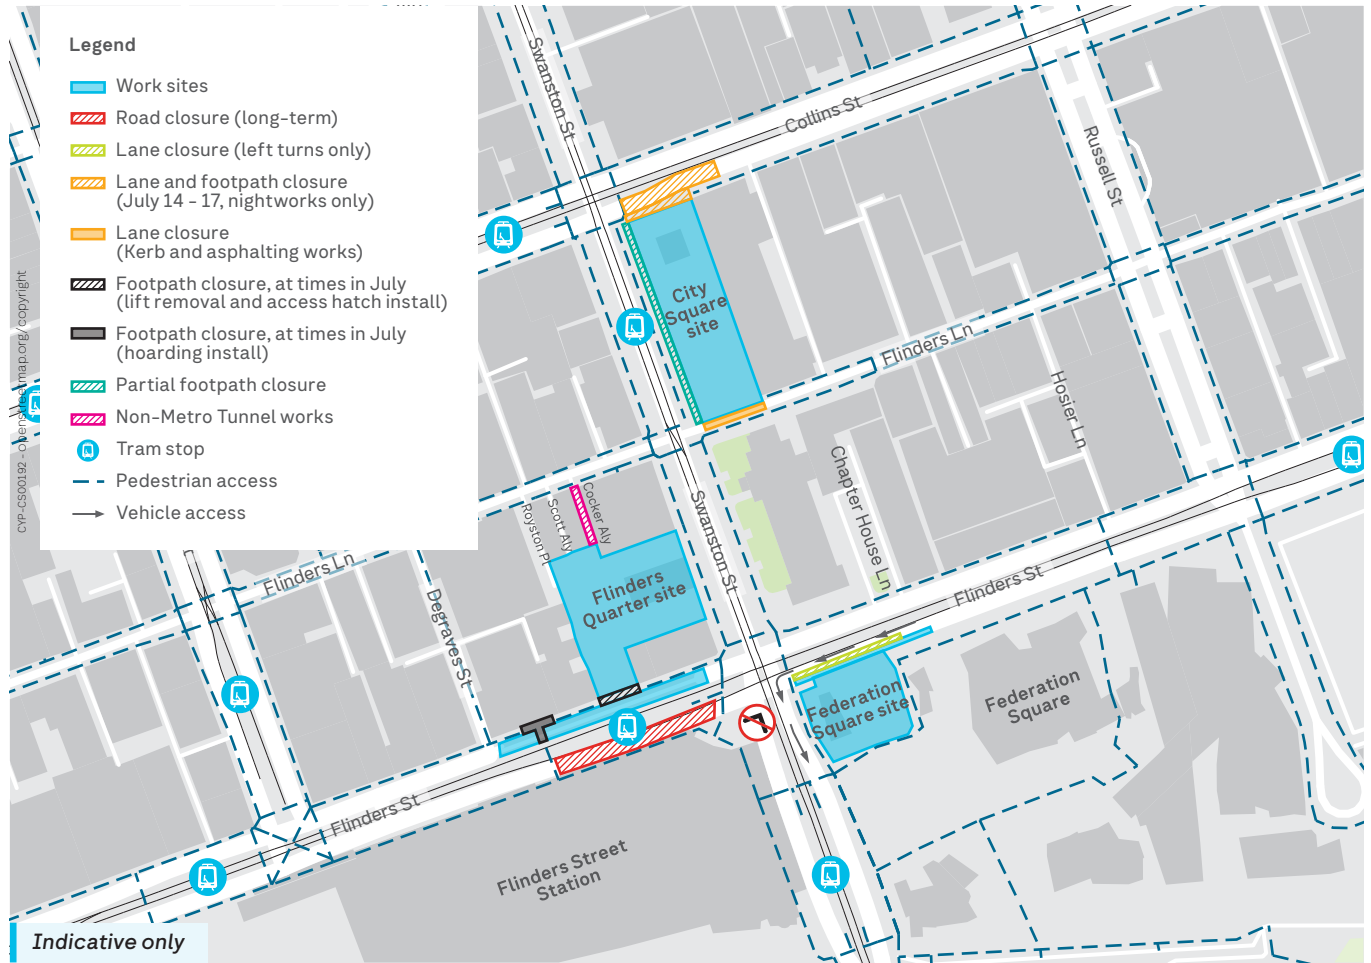 Legend
Work sites
Road closure (long-term)
Lane closure (left turns only)
Lane and footpath closure
(July 14 - 17, nightworks only)
Lane closure
(Kerb and asphalting works)
Footpath closure, at times in July
(lift removal and access hatch install)
Footpath closure, at times in July
(hoarding install)
Partial footpath closure
Non-Metro Tunnel works
Tram stop
Pedestrian access
Vehicle access
CYP-CS00192 - openstreetmap.org/copyright
Swanston St
Collins St
Russell St
City
Square
site
Flinders Ln
Hosier Ln
Chapter House Ln
Swanston St
Cocker Aly
Scott Aly
Royston Pl
Flinders
Quarter site
Flinders Ln
Degraves St
Flinders St
Federation
Square site
Federation
Square
Flinders St
Flinders Street
Station
Indicative only